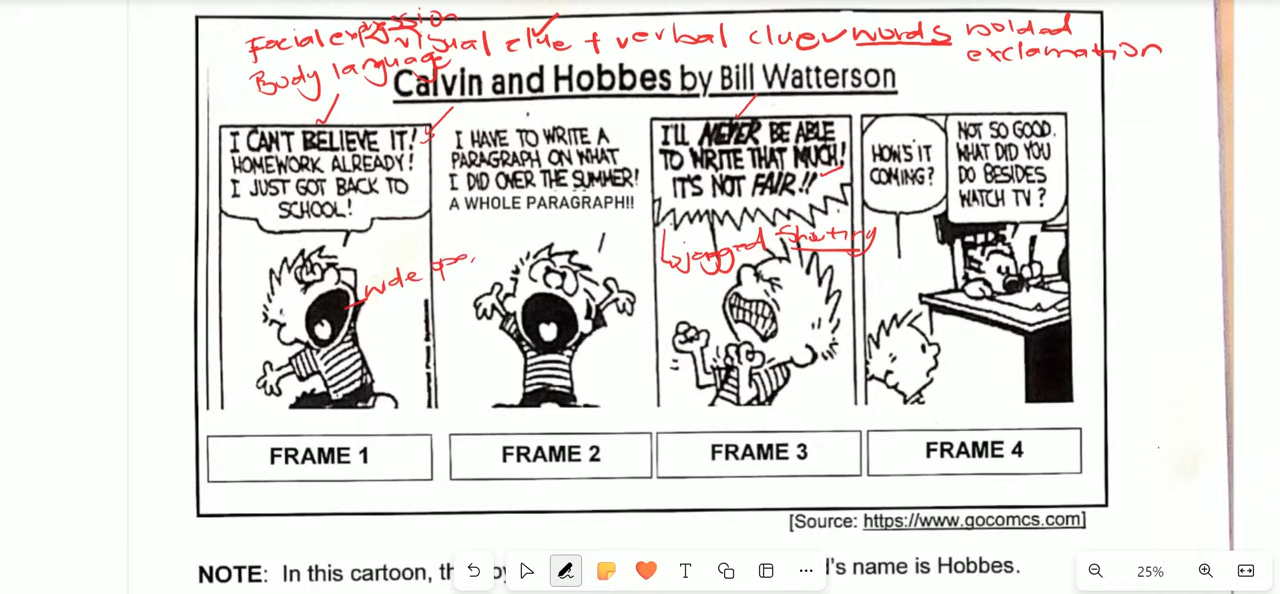 Facial expression
visual clue + verbal clue words bolded
exclamation
Body language
Calvin and Hobbes by Bill Watterson
I CAN'T BELIEVE IT!
HOMEWORK ALREADY!
I JUST GOT BACK TO
SCHOOL!
I HAVE TO WRITE A
PARAGRAPH ON WHAT
I DID OVER THE SUMMER!
A WHOLE PARAGRAPH!!
I'LL NEVER BE ABLE
TO WRITE THAT MUCH!
IT'S NOT FAIR!!
HOW'S IT
COMING?
NOT SO GOOD.
WHAT DID YOU
DO BESIDES
WATCH TV?
jagged
wide
FRAME 1
FRAME 2
FRAME 3
FRAME 4
[Source: https://www.gocomcs.com]
NOTE: In this cartoon, name is Hobbes.
T
25%